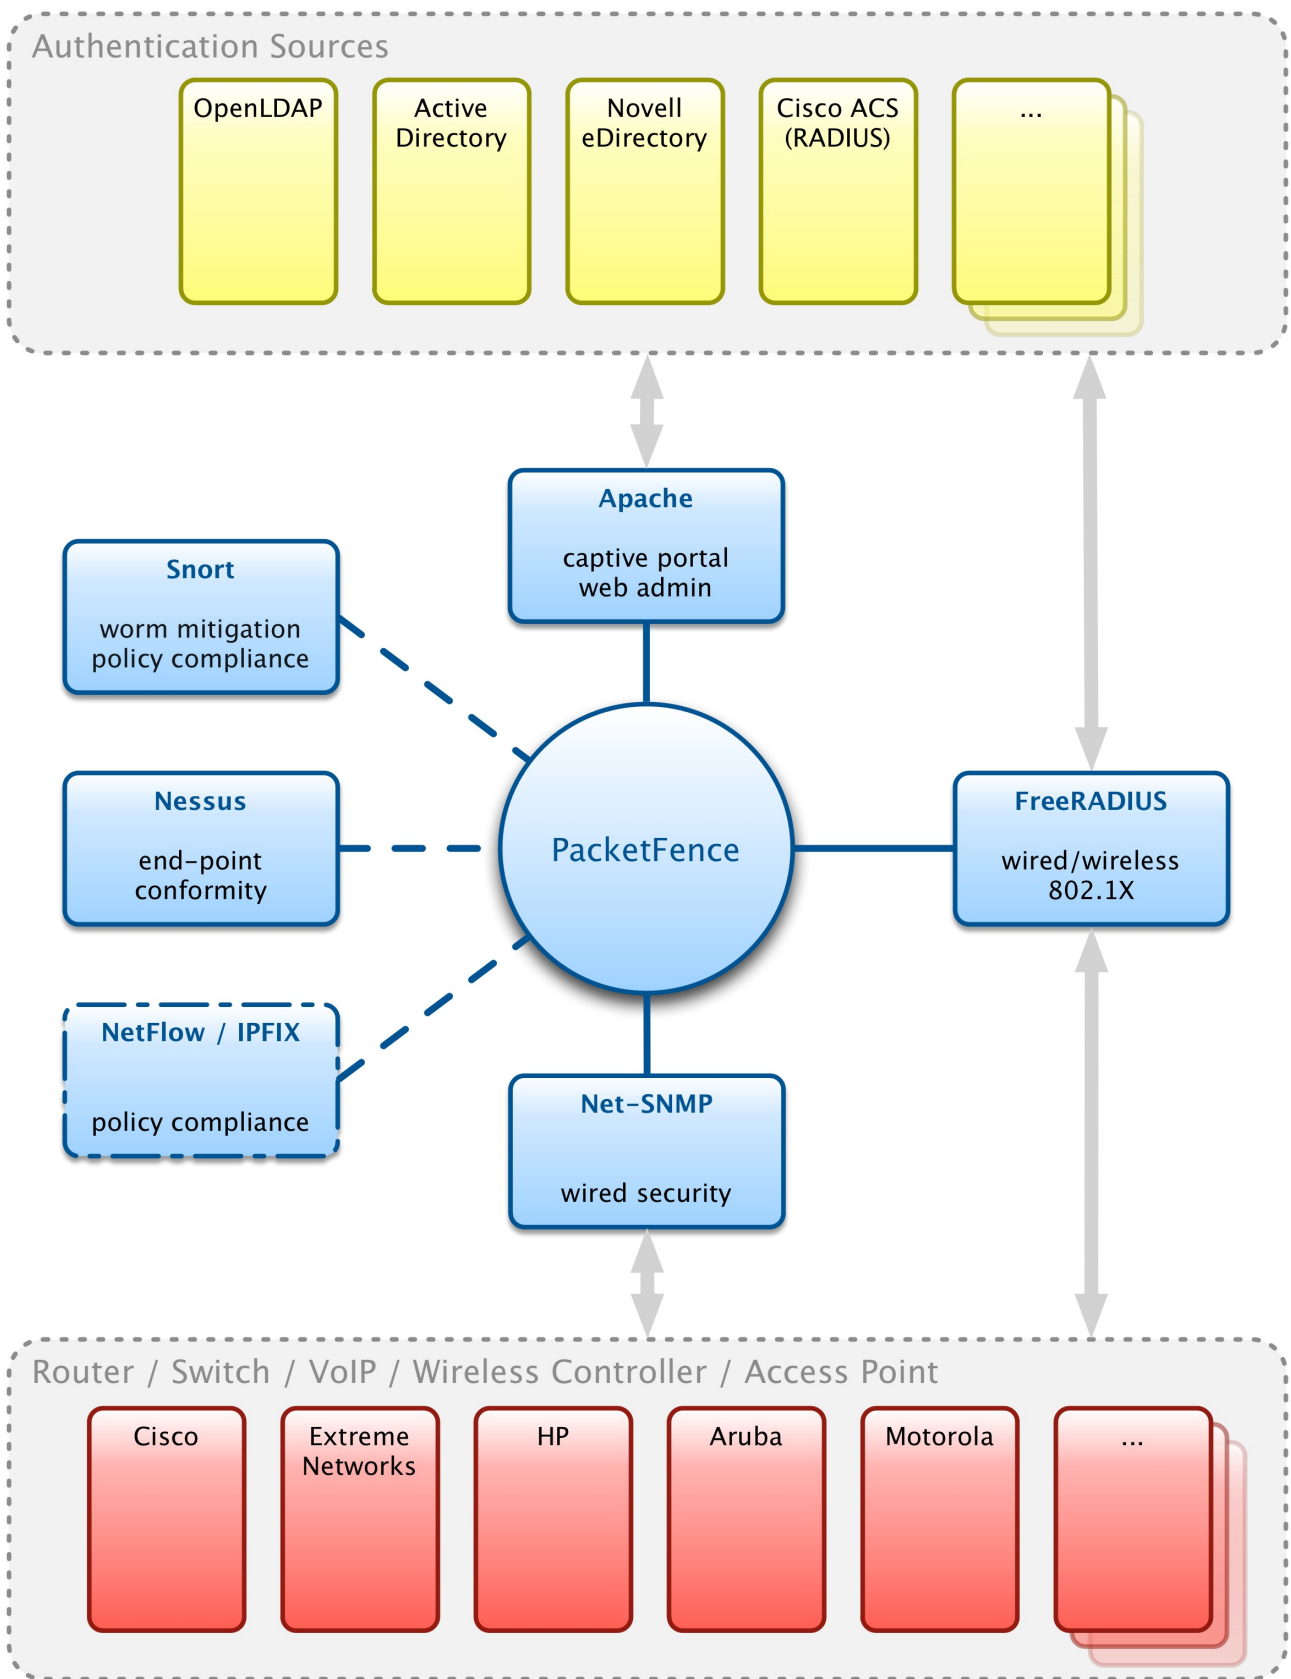 Authentication Sources
OpenLDAP
Active
Directory
Novell
eDirectory
Cisco ACS
(RADIUS)
...
Apache
captive portal
web admin
Snort
worm mitigation
policy compliance
Nessus
end-point
conformity
PacketFence
FreeRADIUS
wired/wireless
802.1X
NetFlow / IPFIX
policy compliance
Net-SNMP
wired security
Router / Switch / VoIP / Wireless Controller / Access Point
Cisco
Extreme
Networks
HP
Aruba
Motorola
...